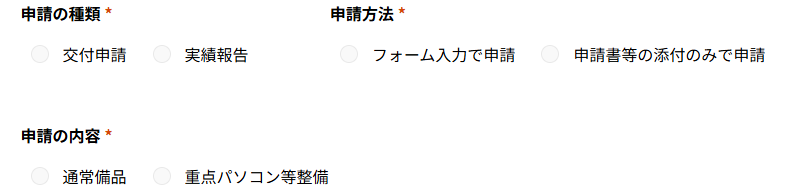 申請の種類 *
交付申請 実績報告
申請方法 *
フォーム入力で申請 申請書等の添付のみで申請
申請の内容 *
通常備品 重点パソコン等整備